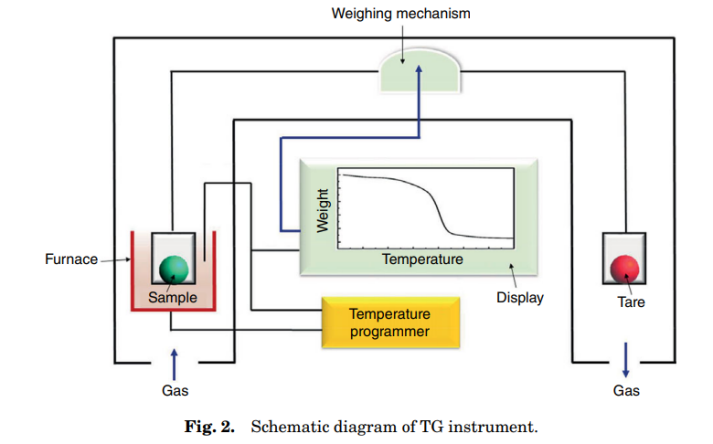 Weighing mechanism
Weight
Temperature
Furnace
Sample
Display
Tare
Temperature
programmer
Gas
Gas
Fig. 2. Schematic diagram of TG instrument.